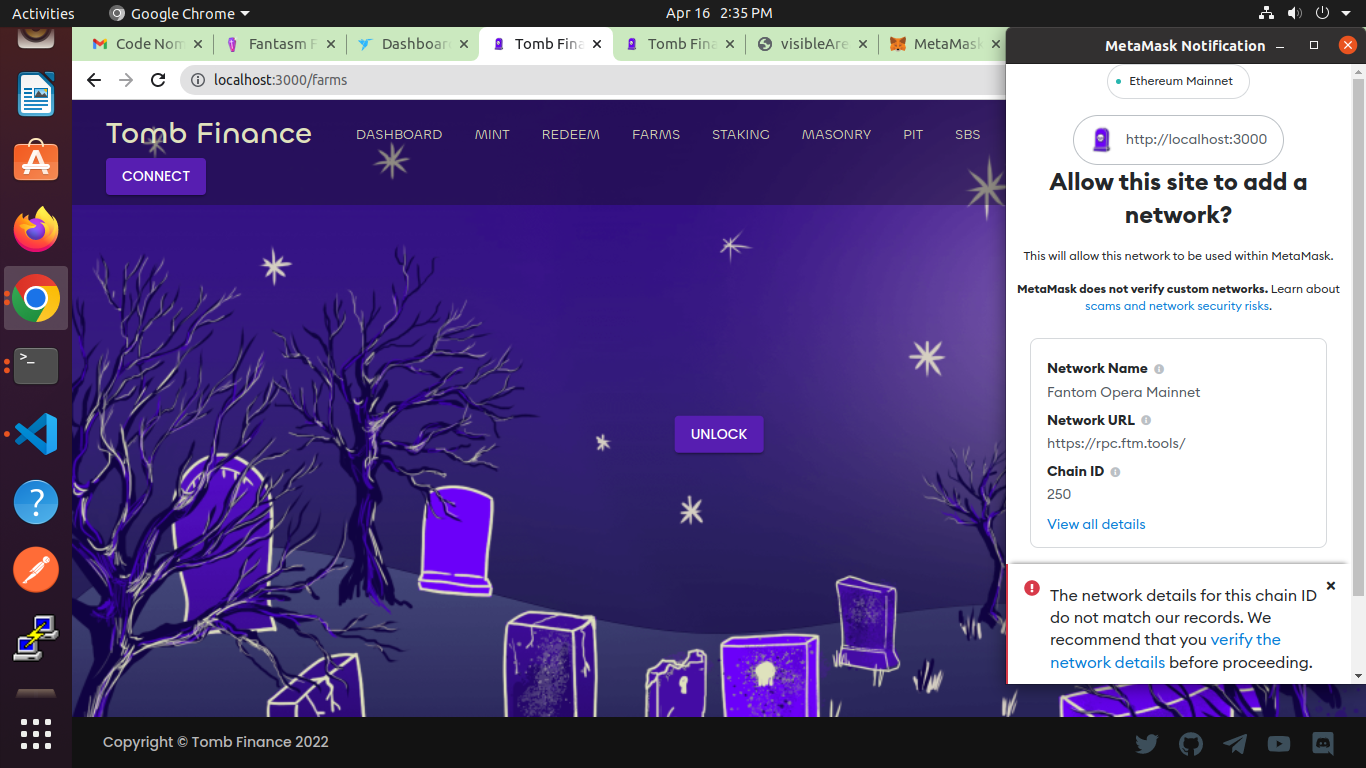 Activities
Google Chrome
Apr 16 2:35 PM
Code Nom
Fantasm F
Dashboar
Tomb Fina
Tomb Fina
visibleAre
MetaMask
localhost:3000/farms
Tomb Finance
DASHBOARD
MINT
REDEEM
FARMS
STAKING
MASONRY
PIT
SBS
CONNECT
UNLOCK
Copyright © Tomb Finance 2022
MetaMask Notification
Ethereum Mainnet
http://localhost:3000
Allow this site to add a
network?
This will allow this network to be used within MetaMask.
MetaMask does not verify custom networks. Learn about
scams and network security risks.
Network Name
Fantom Opera Mainnet
Network URL
https://rpc.ftm.tools/
Chain ID
250
View all details
The network details for this chain ID
do not match our records. We
recommend that you verify the
network details before proceeding.